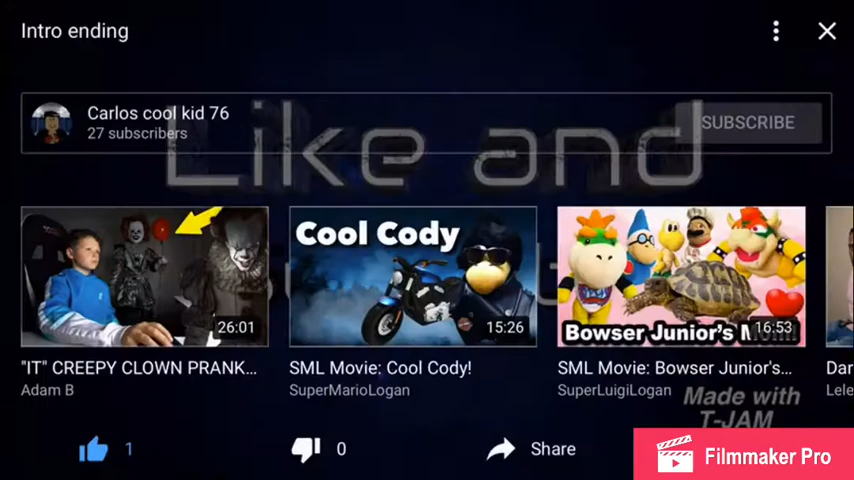 Intro ending
Like and
Carlos cool kid 76
27 subscribers
SUBSCRIBE
Cool Cody
Bowser Junior's
26:01
15:26
16:53
"IT" CREEPY CLOWN PRANK...
Adam B
SML Movie: Cool Cody!
SuperMarioLogan
SML Movie: Bowser Junior's...
SuperLuigiLogan
Dar
Lele
Made with
T-JAM
1
0
Share
Filmmaker Pro